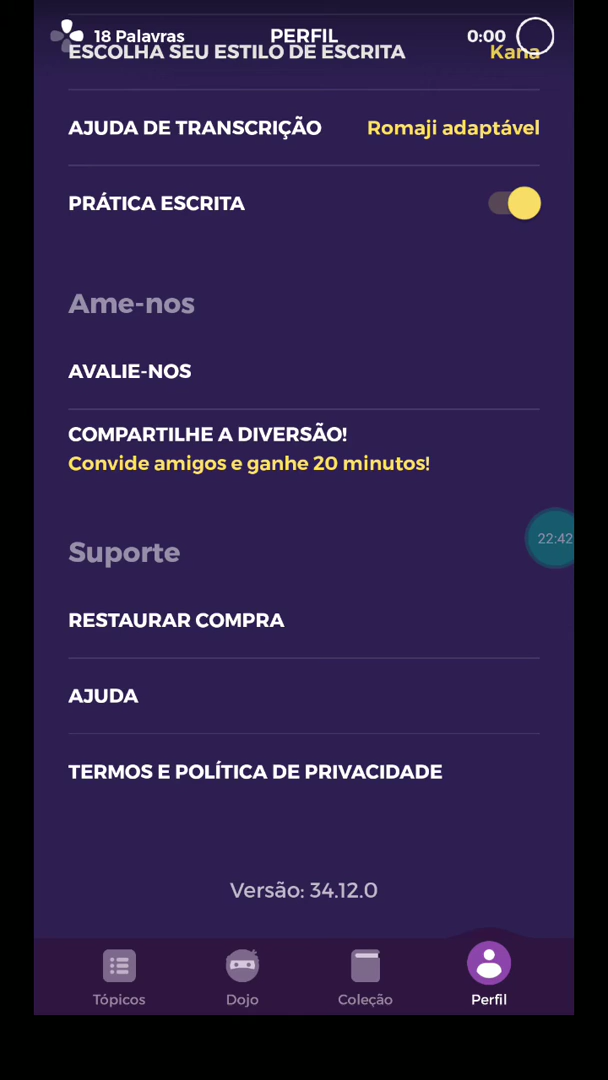 18 Palavras
PERFIL
0:00
ESCOLHA SEU ESTILO DE ESCRITA
Kana
AJUDA DE TRANSCRIÇÃO
Romaji adaptável
PRÁTICA ESCRITA
Ame-nos
AVALIE-NOS
COMPARTILHE A DIVERSÃO!
Convide amigos e ganhe 20 minutos!
22:42
Suporte
RESTAURAR COMPRA
AJUDA
TERMOS E POLÍTICA DE PRIVACIDADE
Versão: 34.12.0
Tópicos
Dojo
Coleção
Perfil